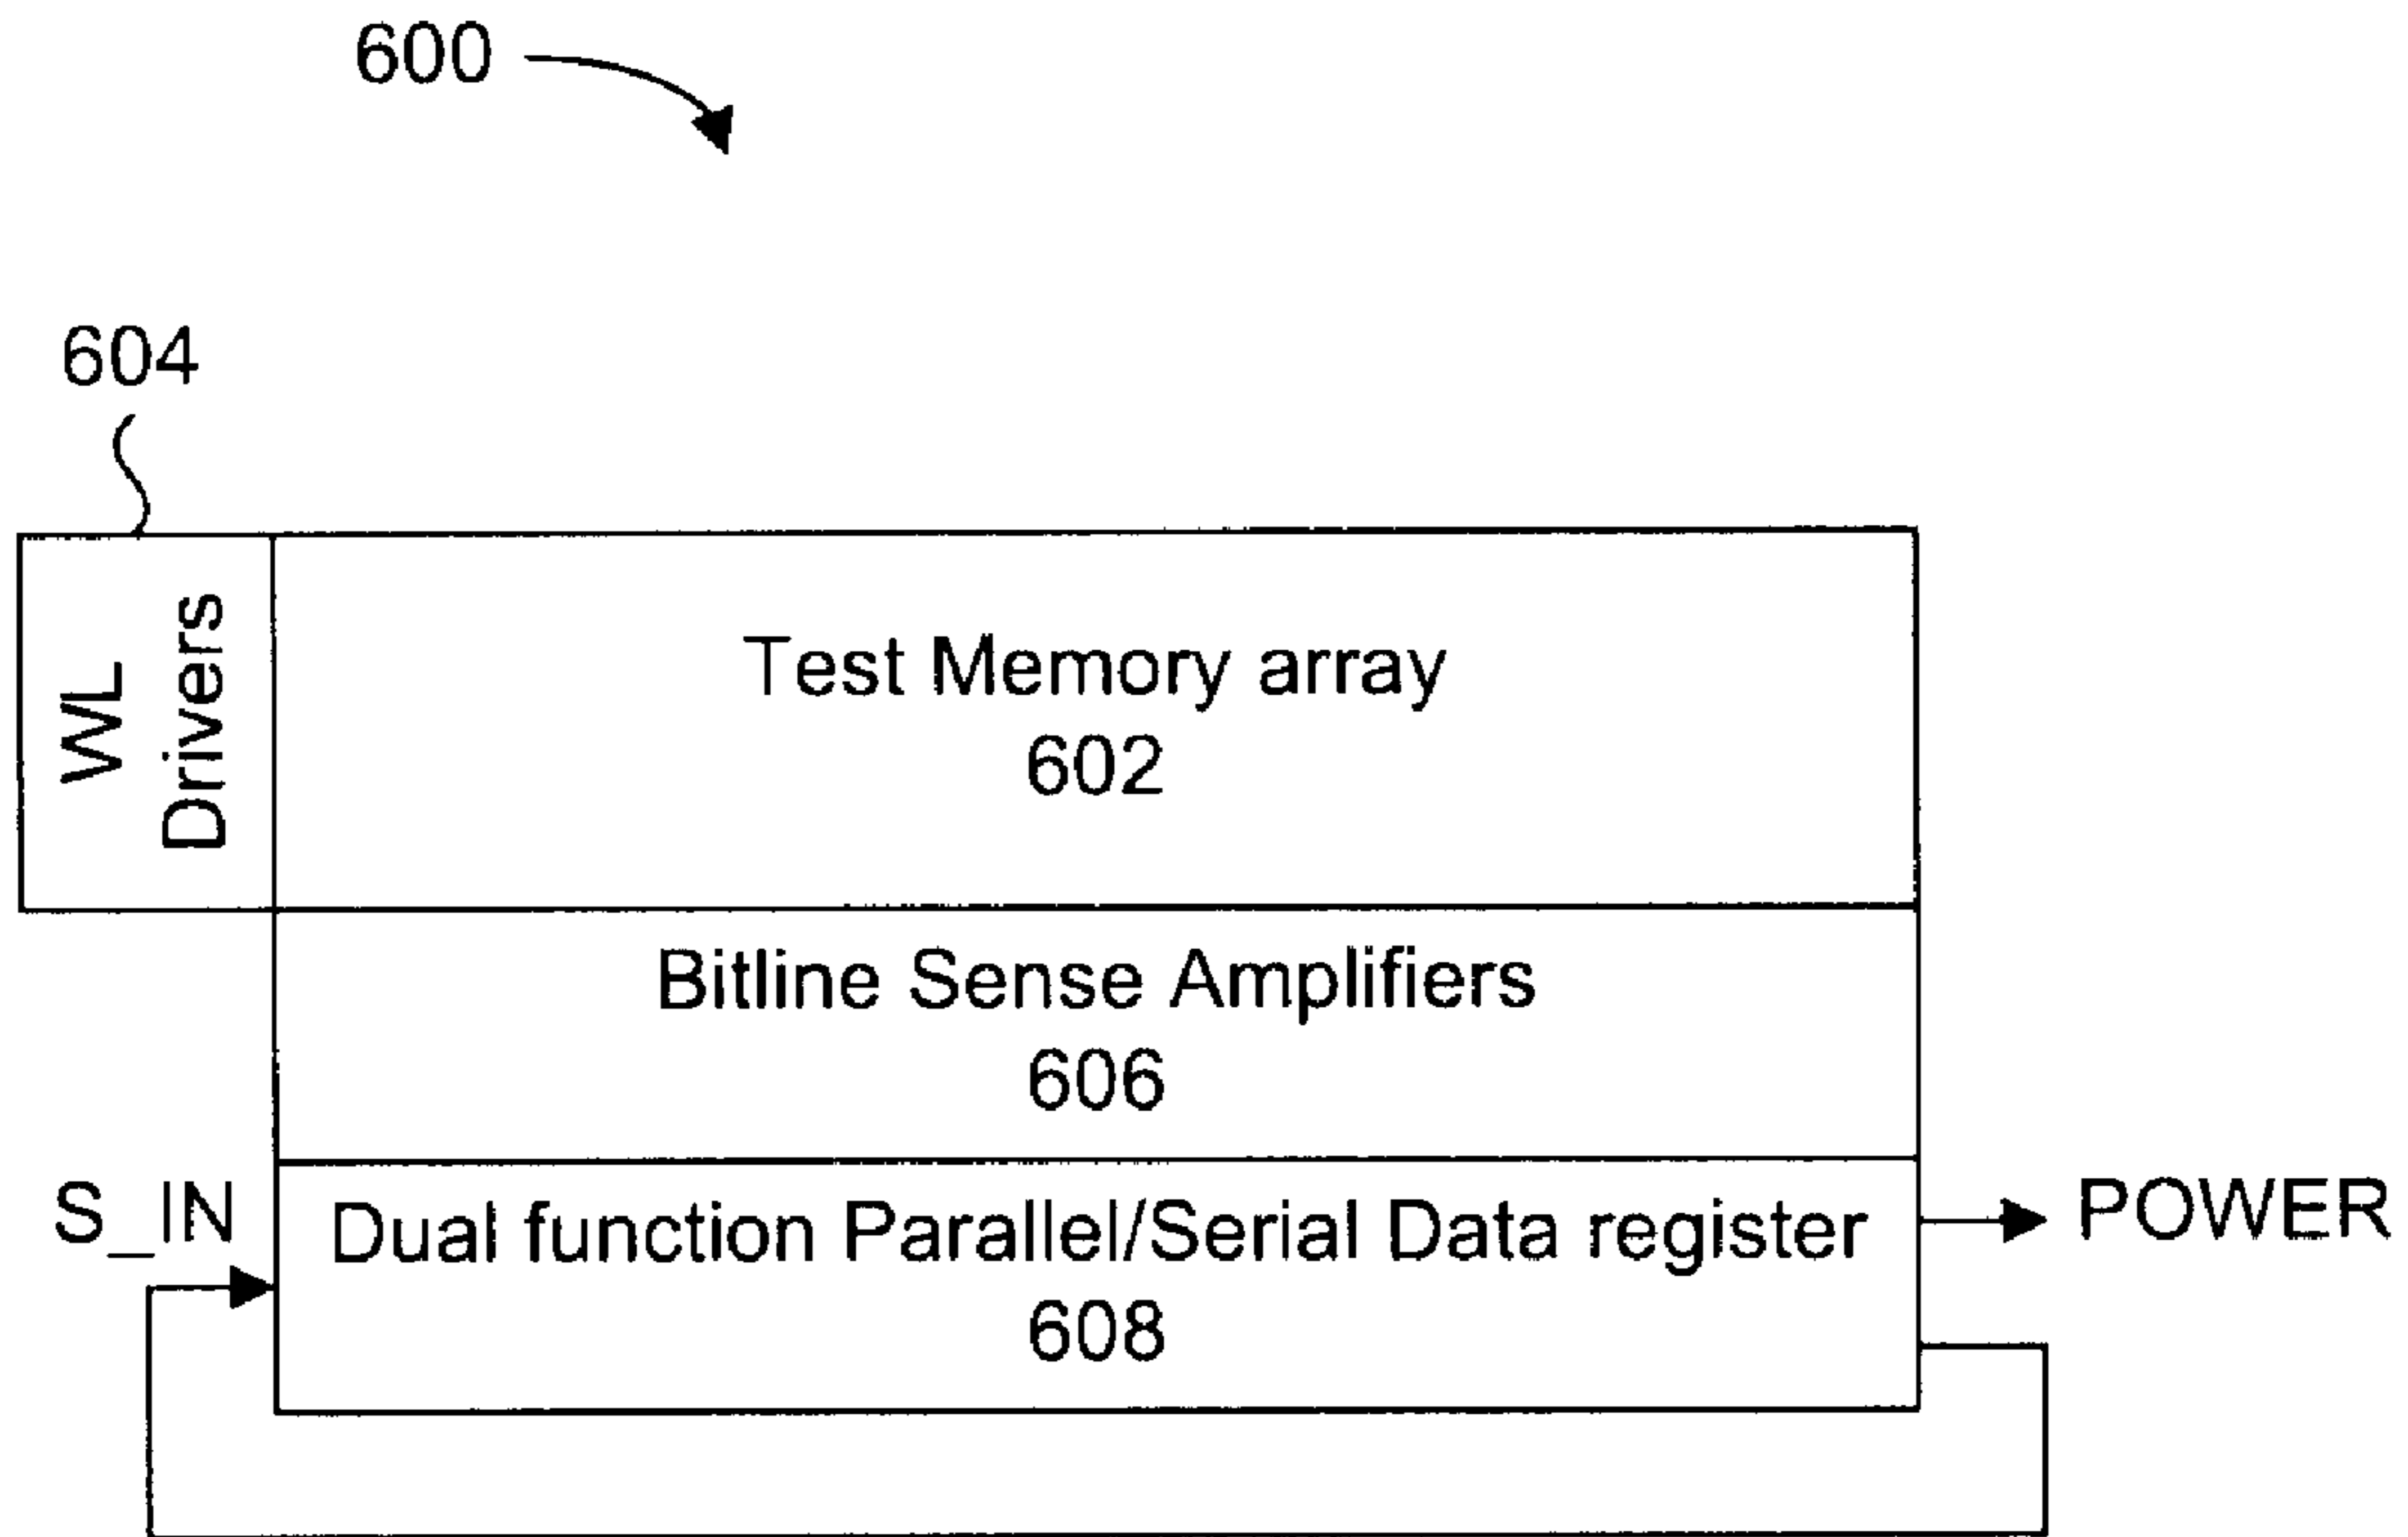 600
604
WL
Drivers
Test Memory array
602
Bitline Sense Amplifiers
606
S_IN
Dual function Parallel/Serial Data register
608
POWER